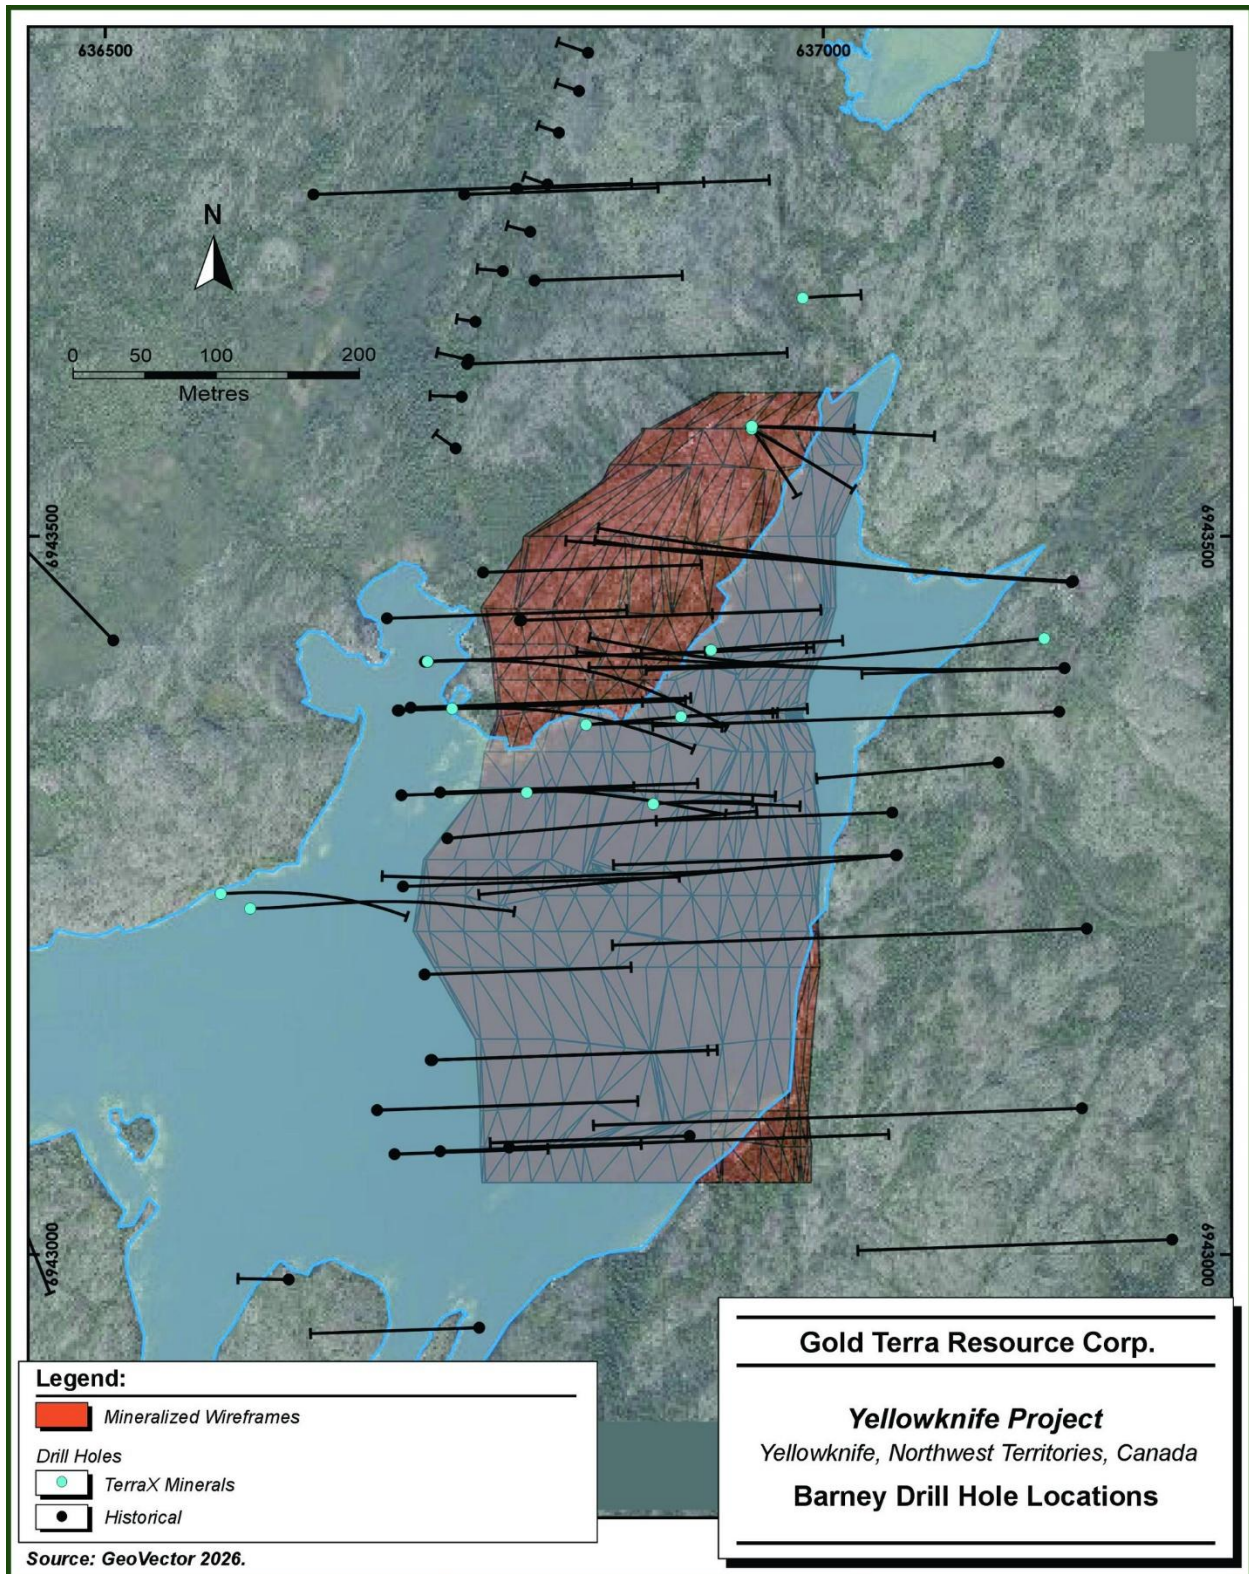 636500
637000
N
0 50 100 200
Metres
6943500
6943500
6943000
6943000
Gold Terra Resource Corp.
Yellowknife Project
Yellowknife, Northwest Territories, Canada
Barney Drill Hole Locations
Legend:
Mineralized Wireframes
Drill Holes
TerraX Minerals
Historical
Source: GeoVector 2026.